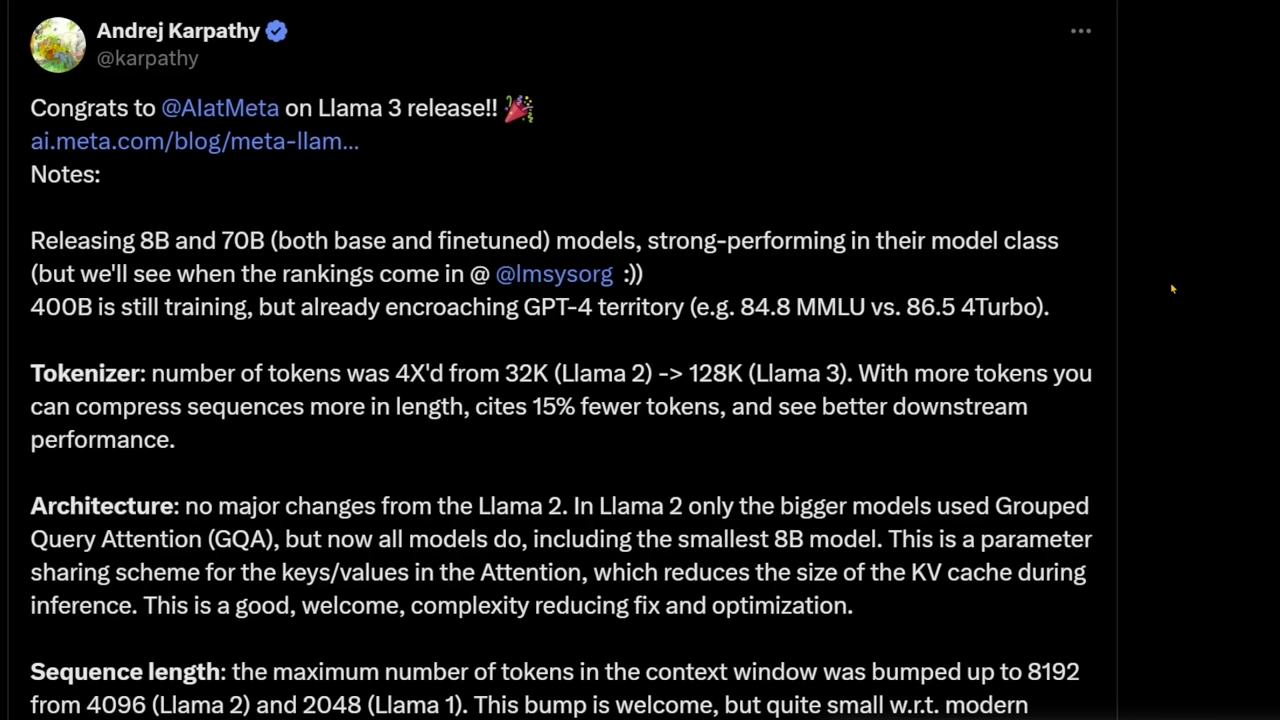 Andrej Karpathy
@karpathy
Congrats to @AIatMeta on Llama 3 release!! 🎉
ai.meta.com/blog/meta-llam...
Notes:
Releasing 8B and 70B (both base and finetuned) models, strong-performing in their model class
(but we'll see when the rankings come in @ @lmsysorg :))
400B is still training, but already encroaching GPT-4 territory (e.g. 84.8 MMLU vs. 86.5 4Turbo).
Tokenizer: number of tokens was 4X'd from 32K (Llama 2) -> 128K (Llama 3). With more tokens you
can compress sequences more in length, cites 15% fewer tokens, and see better downstream
performance.
Architecture: no major changes from the Llama 2. In Llama 2 only the bigger models used Grouped
Query Attention (GQA), but now all models do, including the smallest 8B model. This is a parameter
sharing scheme for the keys/values in the Attention, which reduces the size of the KV cache during
inference. This is a good, welcome, complexity reducing fix and optimization.
Sequence length: the maximum number of tokens in the context window was bumped up to 8192
from 4096 (Llama 2) and 2048 (Llama 1). This bump is welcome, but quite small w.r.t. modern